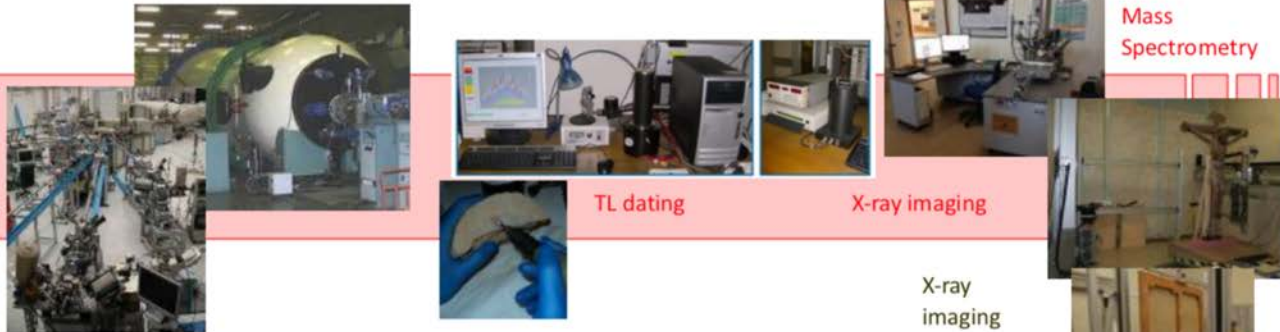 Mass
Spectrometry
TL dating
X-ray imaging
X-ray
imaging